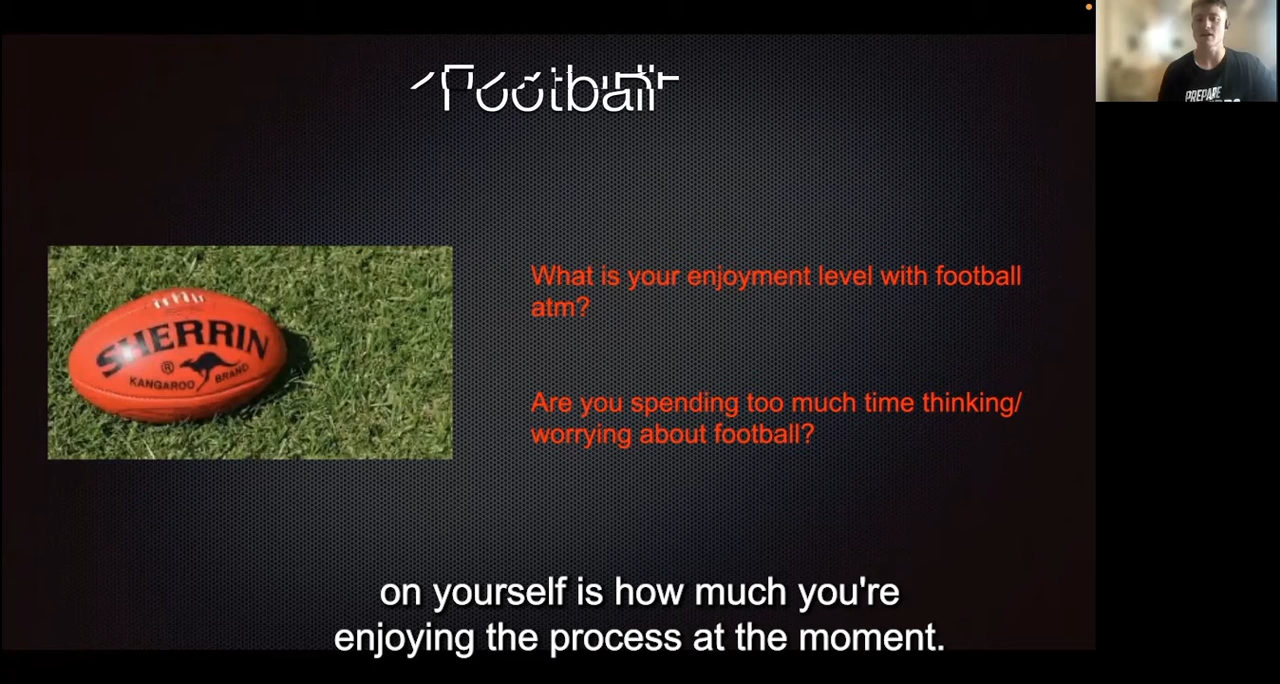 Football
PREPARE
What is your enjoyment level with football
atm?
SHERRIN
®
KANGAROO BRAND
Are you spending too much time thinking/
worrying about football?
on yourself is how much you're
enjoying the process at the moment.